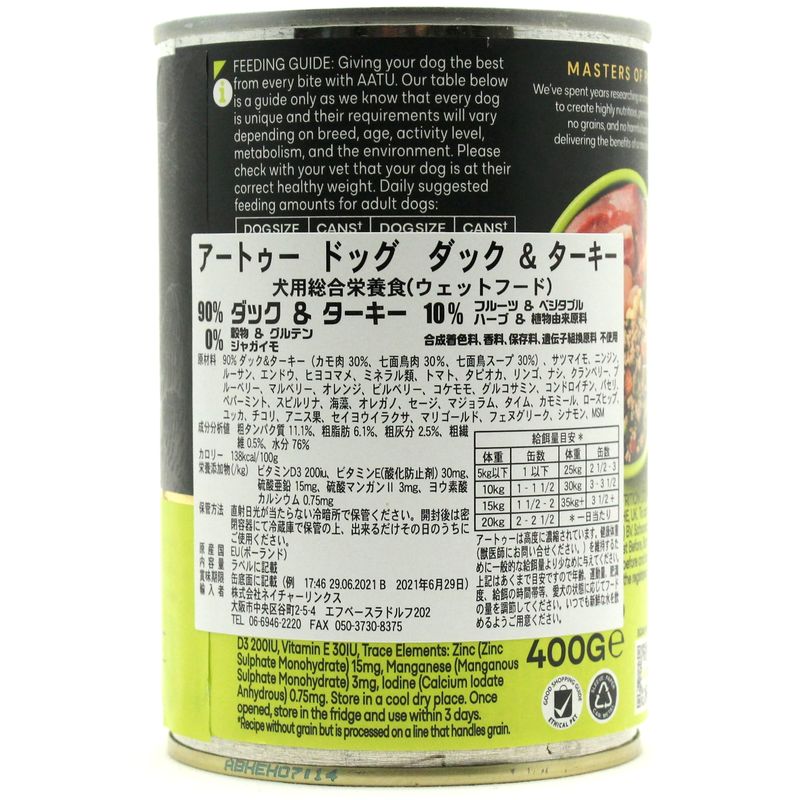 FEEDING GUIDE: Giving your dog the best
from every bite with AATU. Our table below
is a guide only as we know that every dog
is unique and their requirements will vary
depending on breed, age, activity level,
metabolism, and the environment. Please
check with your vet that your dog is at their
correct healthy weight. Daily suggested
feeding amounts for adult dogs:
DOG SIZE CANS† DOG SIZE CANS†
MASTERS OF
We've spent years researching
to create highly nutritious,
no grains, and no
delivering the benefits of
アートゥー ドッグ ダック & ターキー
犬用総合栄養食(ウェットフード)
90% ダック & ターキー 10% フルーツ & ベジタブル
ハーブ & 植物由来原料
0% 穀物 & グルテン
ジャガイモ
合成着色料、香料、保存料、遺伝子組換原料 不使用
原材料 90% ダック&ターキー（カモ肉 30%、七面鳥肉 30%、七面鳥スープ 30%）、サツマイモ、ニンジン、
ルーサン、エンドウ、ヒヨコマメ、ミネラル類、トマト、タピオカ、リンゴ、ナシ、クランベリー、ブ
ルーベリー、マルベリー、オレンジ、ビルベリー、コケモモ、グルコサミン、コンドロイチン、パセリ、
ペパーミント、スピルリナ、海藻、オレガノ、セージ、マジョラム、タイム、カモミール、ローズヒップ、
ユッカ、チコリ、アニス果、セイヨウイラクサ、マリゴールド、フェヌグリーク、シナモン、MSM
成分分析値 粗タンパク質 11.1%、粗脂肪 6.1%、粗灰分 2.5%、粗繊
維 0.5%、水分 76%
カロリー 138kcal/100g
栄養添加物(/kg) ビタミンD3 200iu、ビタミンE(酸化防止剤) 30mg、
硫酸亜鉛 15mg、硫酸マンガンII 3mg、ヨウ素酸
カルシウム 0.75mg
保管方法 直射日光が当たらない冷暗所で保管ください。開封後は密
閉容器にて冷蔵庫で保管の上、出来るだけその日のうちに
ご使用ください。
原産国 EU(ポーランド)
内容量 ラベルに記載
賞味期限 缶底面に記載（例 17:46 29.06.2021 B 2021年6月29日）
輸入者 株式会社ネイチャーリンクス
大阪市中央区谷町2-5-4 エフベースラドルフ202
TEL 06-6946-2220 FAX 050-3730-8375
給餌量目安＊
体重 缶数 体重 缶数
5kg以下 1 以下 25kg 2 1/2 - 3
10kg 1 - 1 1/2 30kg 3 - 3 1/2
15kg 1 1/2 - 2 35kg+ 3 1/2 +
20kg 2 - 2 1/2 ＊一日当たり
アートゥーは高度に濃縮されています。健康体重
(獣医師にお問い合せください。）を維持するた
めに一般的な給餌量より少なめに与えてください。
上記はあくまで目安ですので年齢、運動量、肥満
度、給餌の時間帯等、愛犬の状態に応じてフード
の量を調節してください。いつでも新鮮な水を飲
めるようご用意ください。
D3 200IU, Vitamin E 30IU, Trace Elements: Zinc (Zinc
Sulphate Monohydrate) 15mg, Manganese (Manganous
Sulphate Monohydrate) 3mg, Iodine (Calcium Iodate
Anhydrous) 0.75mg. Store in a cool dry place. Once
opened, store in the fridge and use within 3 days.
*Recipe without grain but is processed on a line that handles grain.
400G e
GOOD SHOPPING GUIDE
ETHICAL PET
ABHEH07114